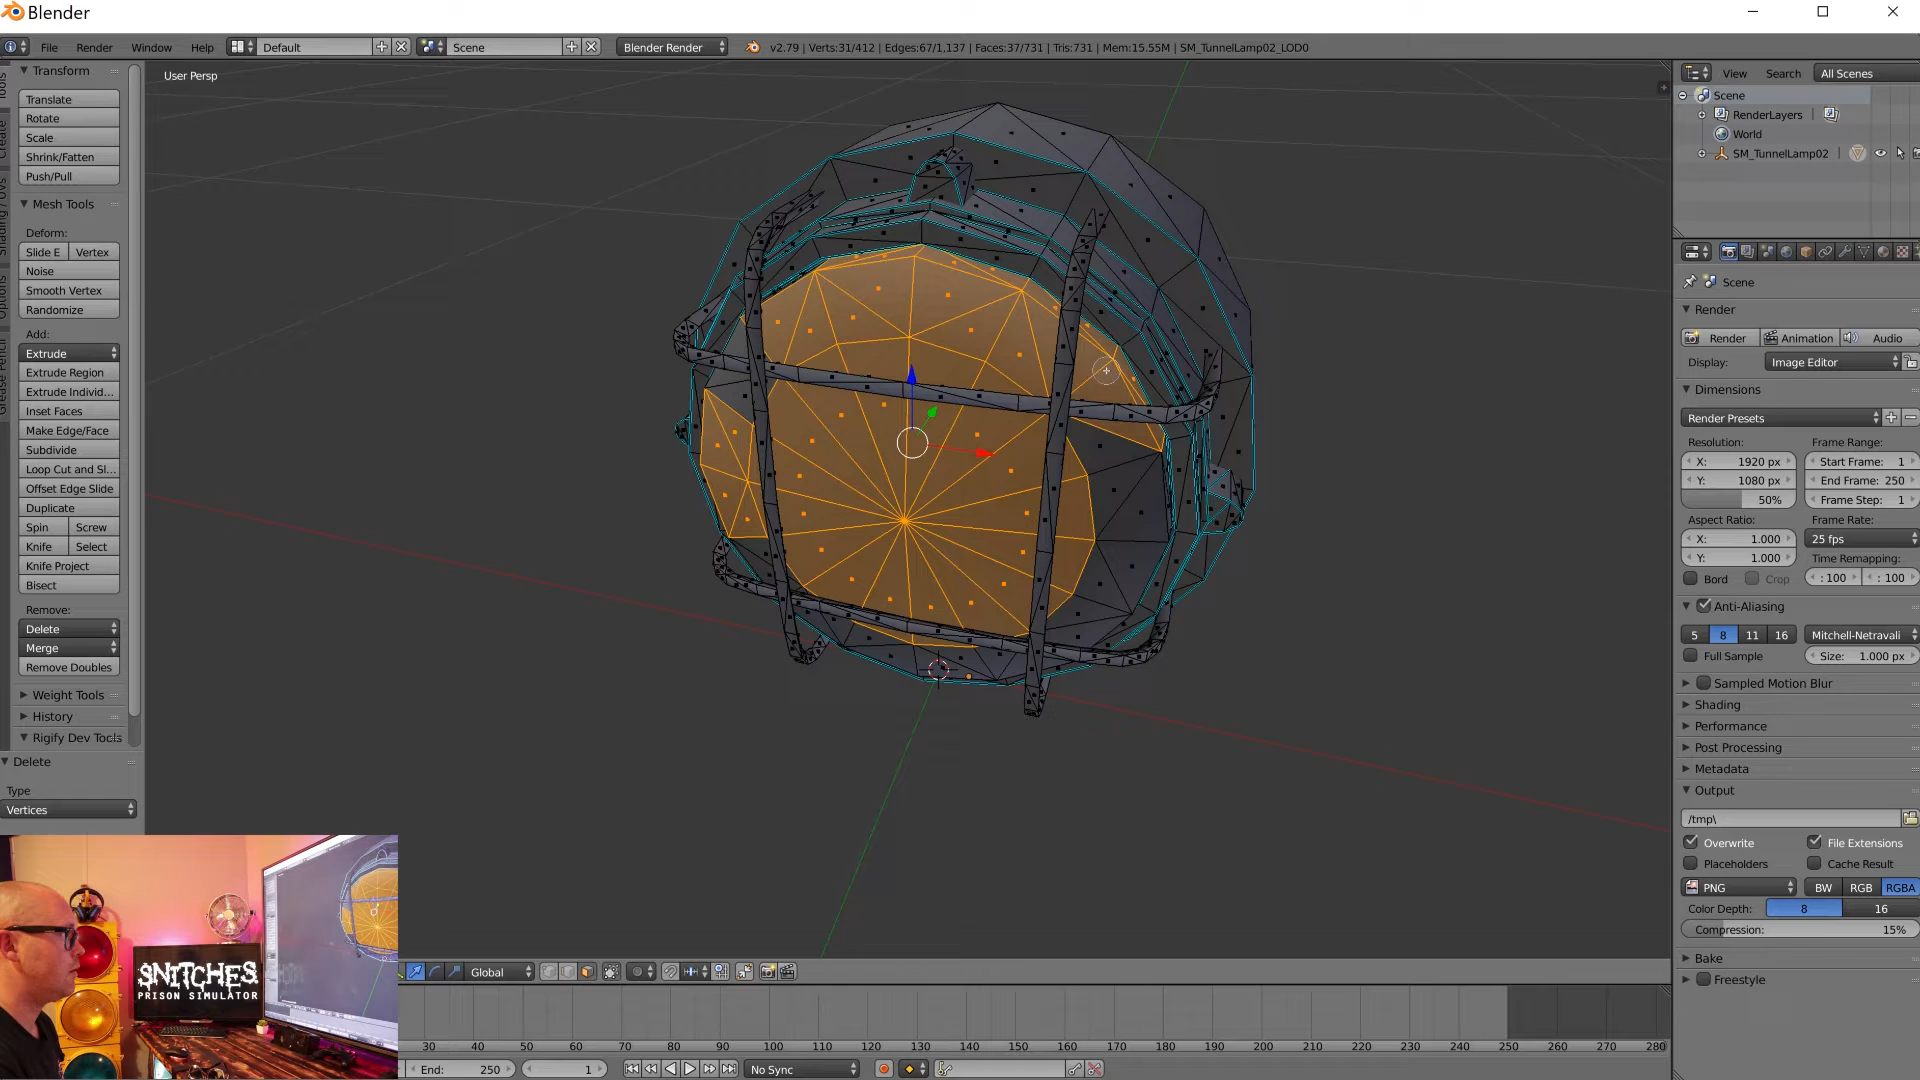 Blender
File Render Window Help Default Scene Blender Render v2.79 | Verts:31/412 | Edges:67/1,137 | Faces:37/731 | Tris:731 | Mem:15.55M | SM_TunnelLamp02_LOD0
Tools
Create
Shading / UVs
Options
Grease Pencil
Transform
Translate
Rotate
Scale
Shrink/Fatten
Push/Pull
Mesh Tools
Deform:
Slide E Vertex
Noise
Smooth Vertex
Randomize
Add:
Extrude
Extrude Region
Extrude Individ...
Inset Faces
Make Edge/Face
Subdivide
Loop Cut and Sl...
Offset Edge Slide
Duplicate
Spin Screw
Knife Select
Knife Project
Bisect
Remove:
Delete
Merge
Remove Doubles
Weight Tools
History
Rigify Dev Tools
Delete
Type
Vertices
User Persp
SNITCHES
PRISON SIMULATOR
Global
30 40 50 60 70 80 90 100 110 120 130 140 150 160 170 180 190 200 210 220 230 240 250 260 270 280
End: 250 1 No Sync
View Search All Scenes
Scene
RenderLayers
World
SM_TunnelLamp02
Scene
Render
Render Animation Audio
Display: Image Editor
Dimensions
Render Presets
Resolution: Frame Range:
X: 1920 px Start Frame: 1
Y: 1080 px End Frame: 250
50% Frame Step: 1
Aspect Ratio: Frame Rate:
X: 1.000 25 fps
Y: 1.000 Time Remapping:
Bord Crop : 100 : 100
Anti-Aliasing
5 8 11 16 Mitchell-Netravali
Full Sample Size: 1.000 px
Sampled Motion Blur
Shading
Performance
Post Processing
Metadata
Output
/tmp\
Overwrite File Extensions
Placeholders Cache Result
PNG BW RGB RGBA
Color Depth: 8 16
Compression: 15%
Bake
Freestyle